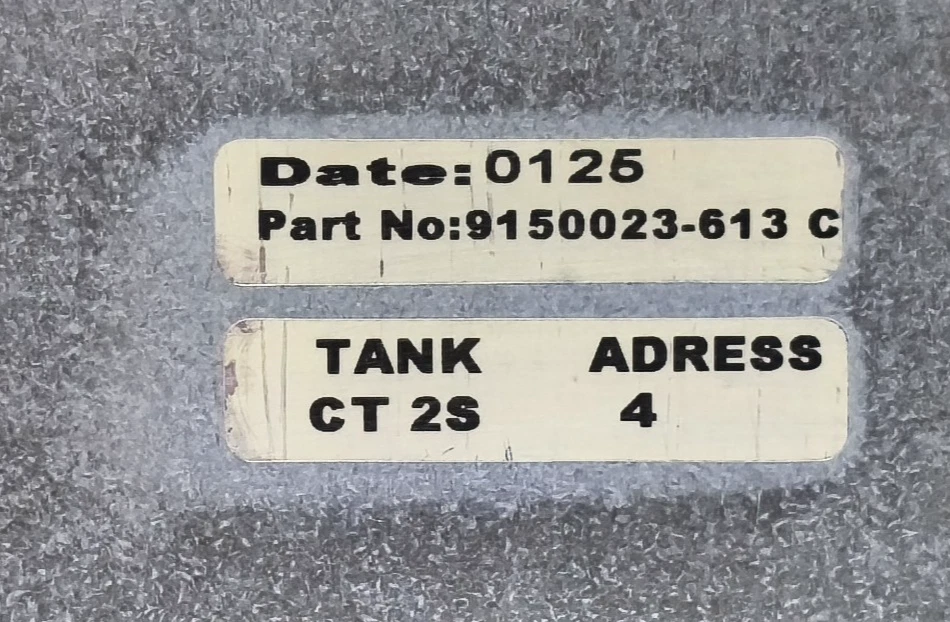 Date:0125
Part No:9150023-613 C
TANK ADRESS
CT 2S 4